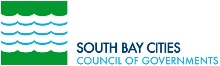 SOUTH BAY CITIES
COUNCIL OF GOVERNMENTS